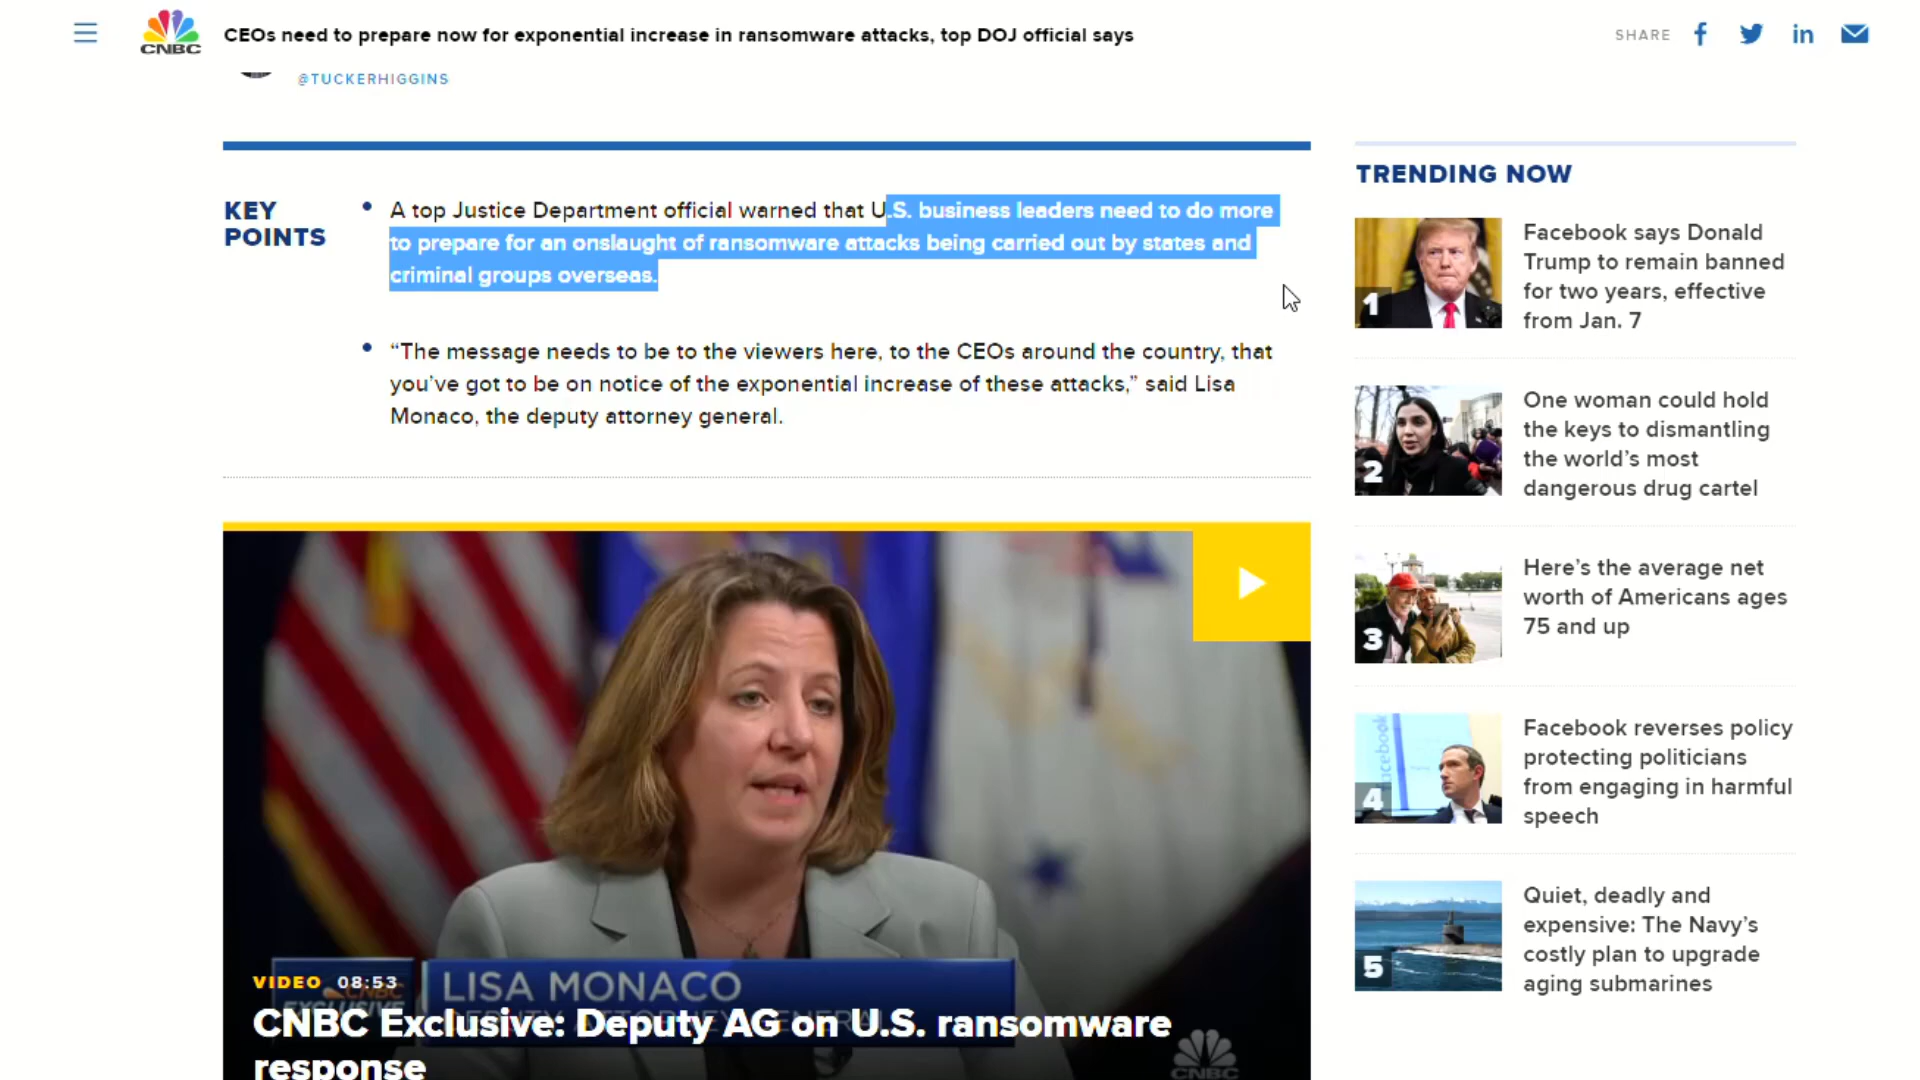 CNBC
CEOs need to prepare now for exponential increase in ransomware attacks, top DOJ official says
SHARE
@TUCKERHIGGINS
KEY
POINTS
A top Justice Department official warned that U.S. business leaders need to do more
to prepare for an onslaught of ransomware attacks being carried out by states and
criminal groups overseas.
“The message needs to be to the viewers here, to the CEOs around the country, that
you’ve got to be on notice of the exponential increase of these attacks,” said Lisa
Monaco, the deputy attorney general.
CNBC
EXCLUSIVE
LISA MONACO
DEPUTY ATTORNEY GENERAL
VIDEO 08:53
CNBC Exclusive: Deputy AG on U.S. ransomware
response
CNBC
TRENDING NOW
1
Facebook says Donald
Trump to remain banned
for two years, effective
from Jan. 7
2
One woman could hold
the keys to dismantling
the world’s most
dangerous drug cartel
3
Here’s the average net
worth of Americans ages
75 and up
facebook
4
Facebook reverses policy
protecting politicians
from engaging in harmful
speech
5
Quiet, deadly and
expensive: The Navy’s
costly plan to upgrade
aging submarines